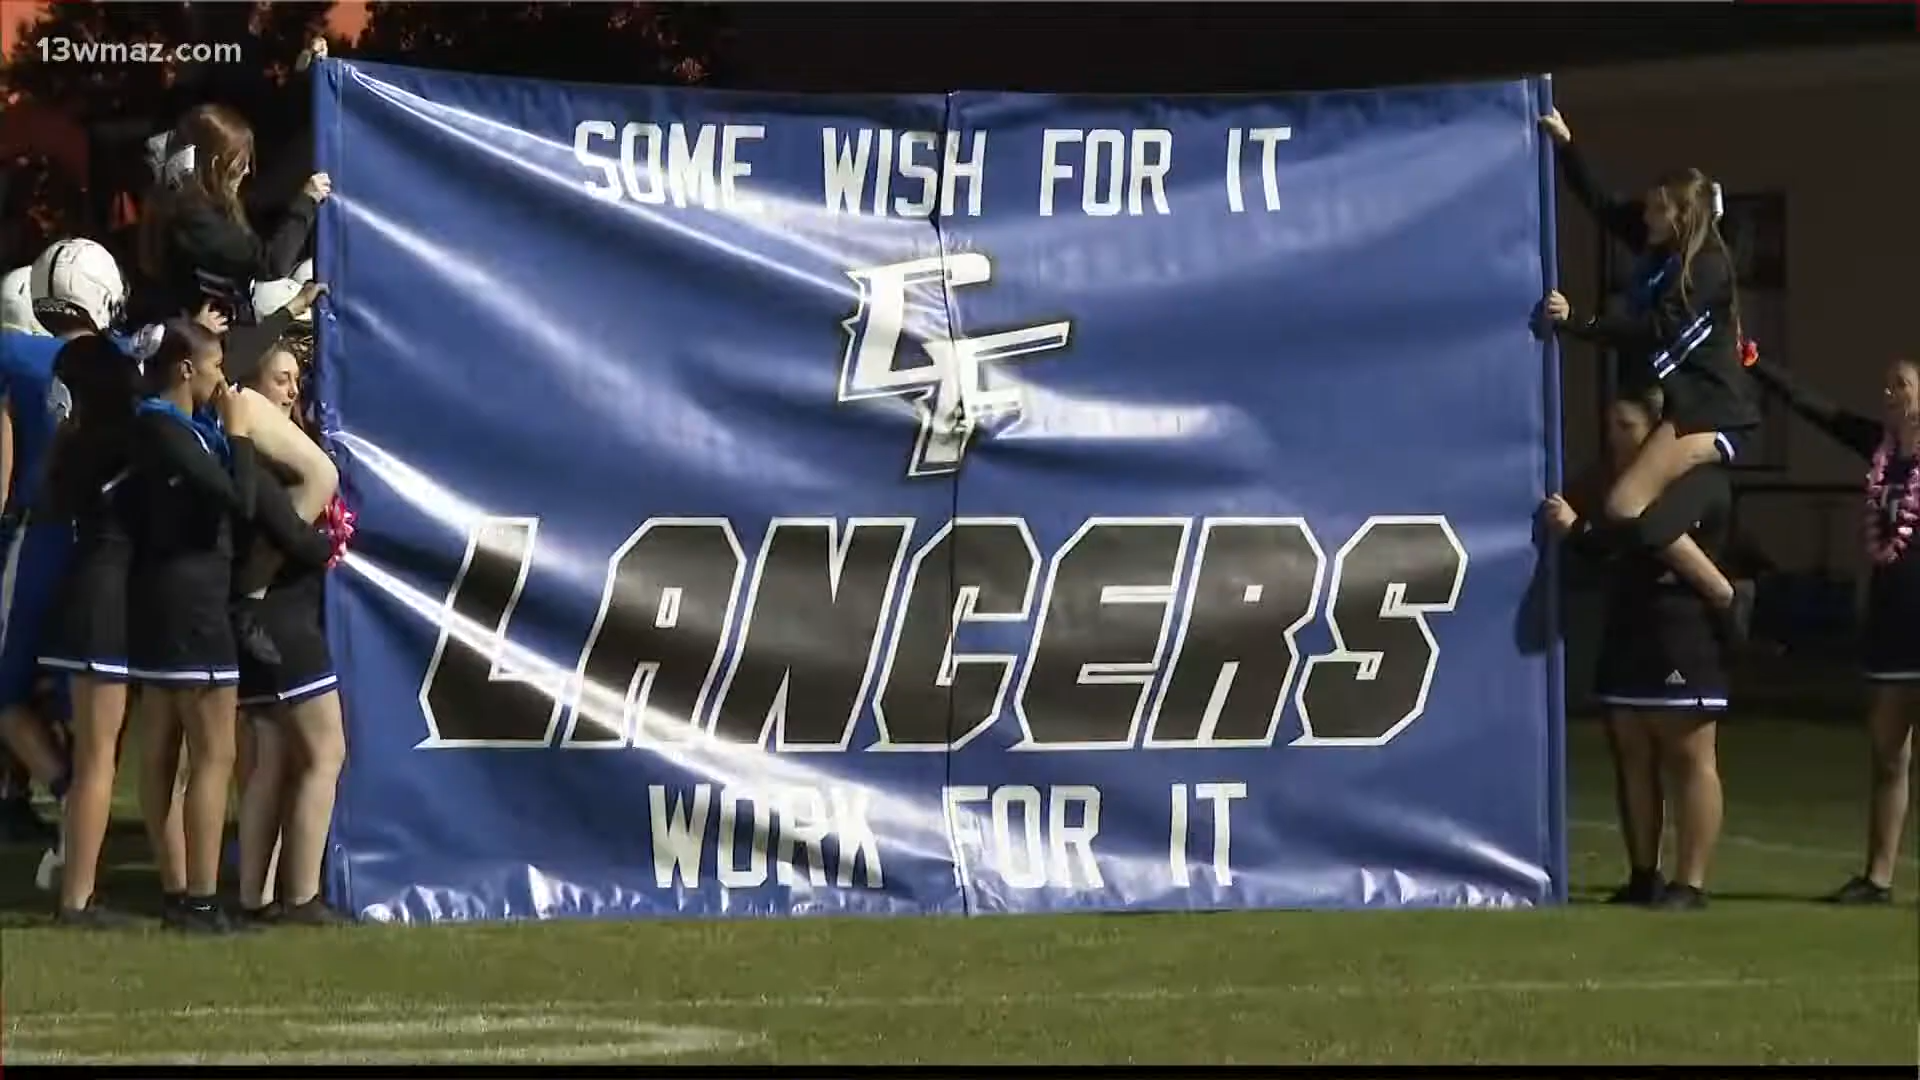 13wmaz.com
SOME WISH FOR IT
CF
LANCERS
WORK FOR IT